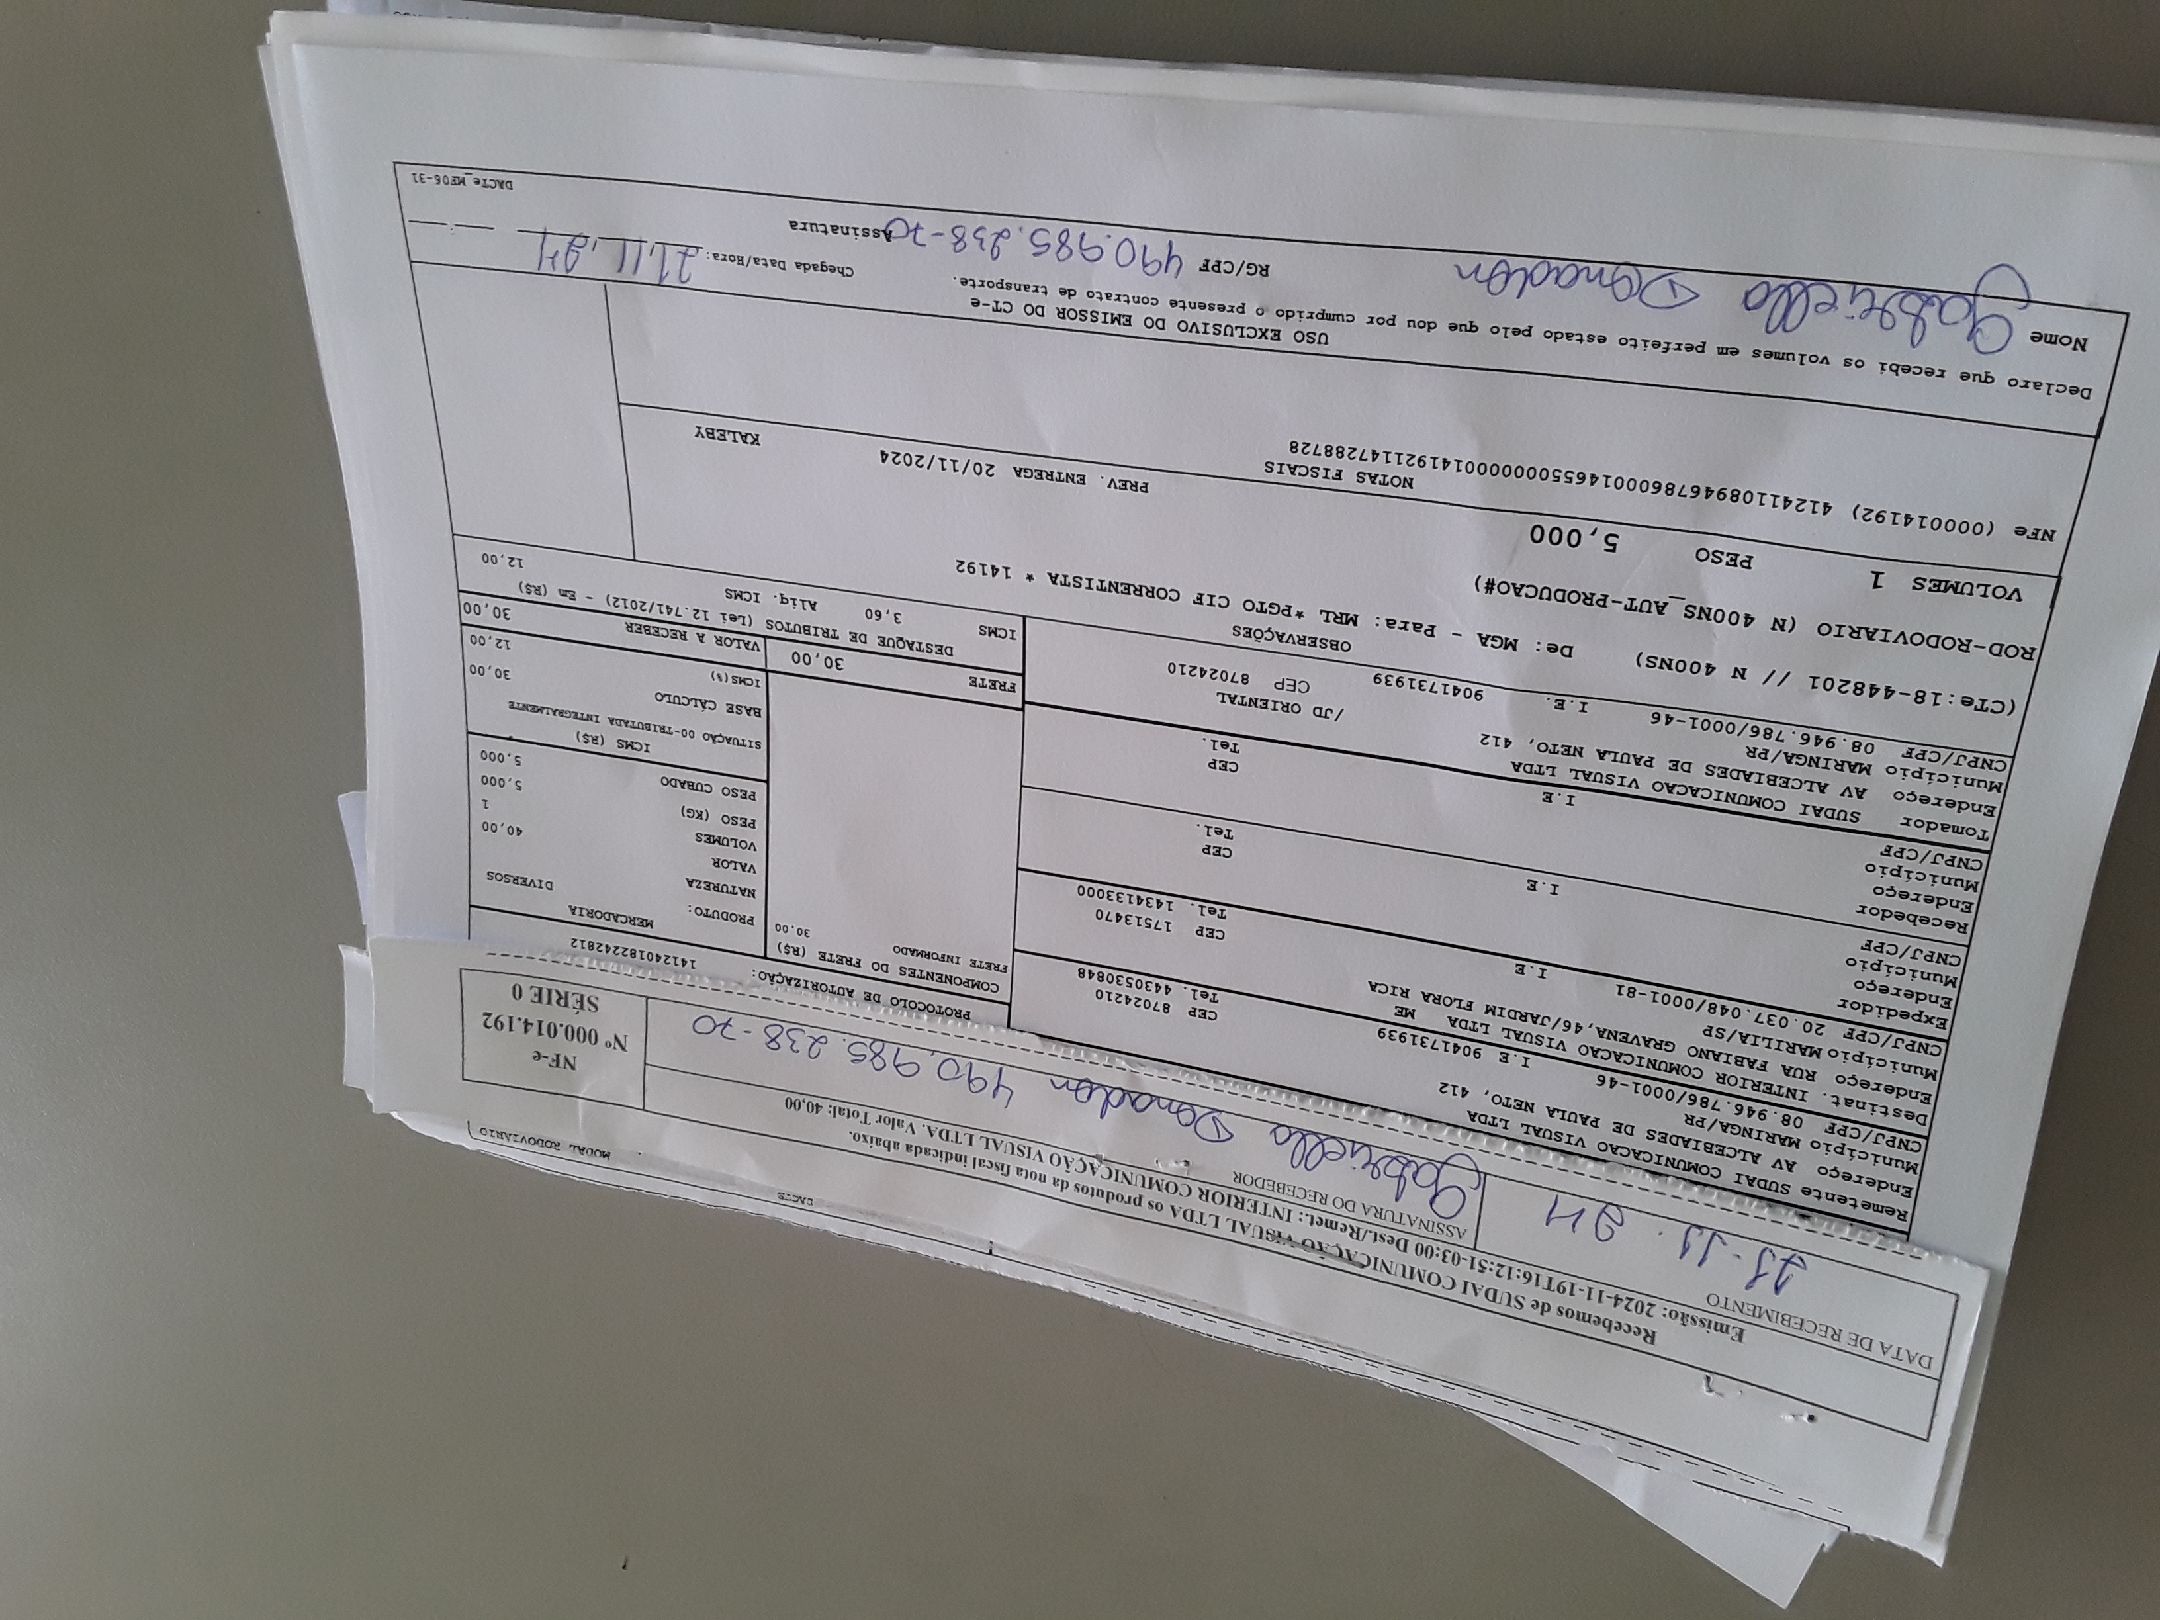 DACTE
MODAL RODOVIÁRIO
Recebemos de SUDAI COMUNICAÇÃO VISUAL LTDA os produtos da nota fiscal indicada abaixo.
Emissão: 2024-11-19T16:12:51-03:00 Dest./Remet.: INTERIOR COMUNICAÇÃO VISUAL LTDA. Valor Total: 40,00
DATA DE RECEBIMENTO
21-11-24
ASSINATURA DO RECEBEDOR
Gabriella Donadon 490.985.238-70
NF-e
Nº 000.014.192
SÉRIE 0
Remetente SUDAI COMUNICACAO VISUAL LTDA
Endereço AV ALCEBIADES DE PAULA NETO, 412
Município MARINGA/PR CEP 87024210
CNPJ/CPF 08.946.786/0001-46 I.E 9041731939 Tel. 4430530848
Destinat. INTERIOR COMUNICACAO VISUAL LTDA ME
Endereço RUA FABIANO GRAVENA,46/JARDIM FLORA RICA
Município MARILIA/SP CEP 17513470
CNPJ/CPF 20.037.048/0001-81 I.E Tel. 1434133000
Expedidor
Endereço
Município CEP
CNPJ/CPF I.E Tel.
Recebedor
Endereço
Município CEP
CNPJ/CPF I.E Tel.
Tomador SUDAI COMUNICACAO VISUAL LTDA
Endereço AV ALCEBIADES DE PAULA NETO, 412 /JD ORIENTAL
Município MARINGA/PR CEP 87024210
CNPJ/CPF 08.946.786/0001-46 I.E. 9041731939
PROTOCOLO DE AUTORIZAÇÃO: 141240182242812
COMPONENTES DO FRETE (R$)
FRETE INFORMADO 30.00
FRETE 30,00
MERCADORIA
PRODUTO:
NATUREZA DIVERSOS
VALOR 40,00
VOLUMES 1
PESO (KG) 5,000
PESO CUBADO 5,000
ICMS (R$)
SITUAÇÃO 00-TRIBUTADA INTEGRALMENTE
BASE CÁLCULO 30,00
ICMS(%) 12,00
VALOR A RECEBER 30,00
DESTAQUE DE TRIBUTOS (Lei 12.741/2012) - Em (R$)
ICMS 3,60 Alíq. ICMS 12,00
OBSERVAÇÕES
(CTe:18-448201 // N 400NS) De: MGA - Para: MRL *PGTO CIF CORRENTISTA * 14192
ROD-RODOVIARIO (N 400NS_AUT-PRODUCAO#)
VOLUMES 1 PESO 5,000
NOTAS FISCAIS PREV. ENTREGA 20/11/2024 KALEBY
NFe (000014192) 41241108946786000146550000000141921147288728
USO EXCLUSIVO DO EMISSOR DO CT-e
Declaro que recebi os volumes em perfeito estado pelo que dou por cumprido o presente contrato de transporte.
Chegada Data/Hora: 21,11,24
Nome Gabriella Donadon RG/CPF 490.985.238-70 Assinatura
DACTe_MF06-31